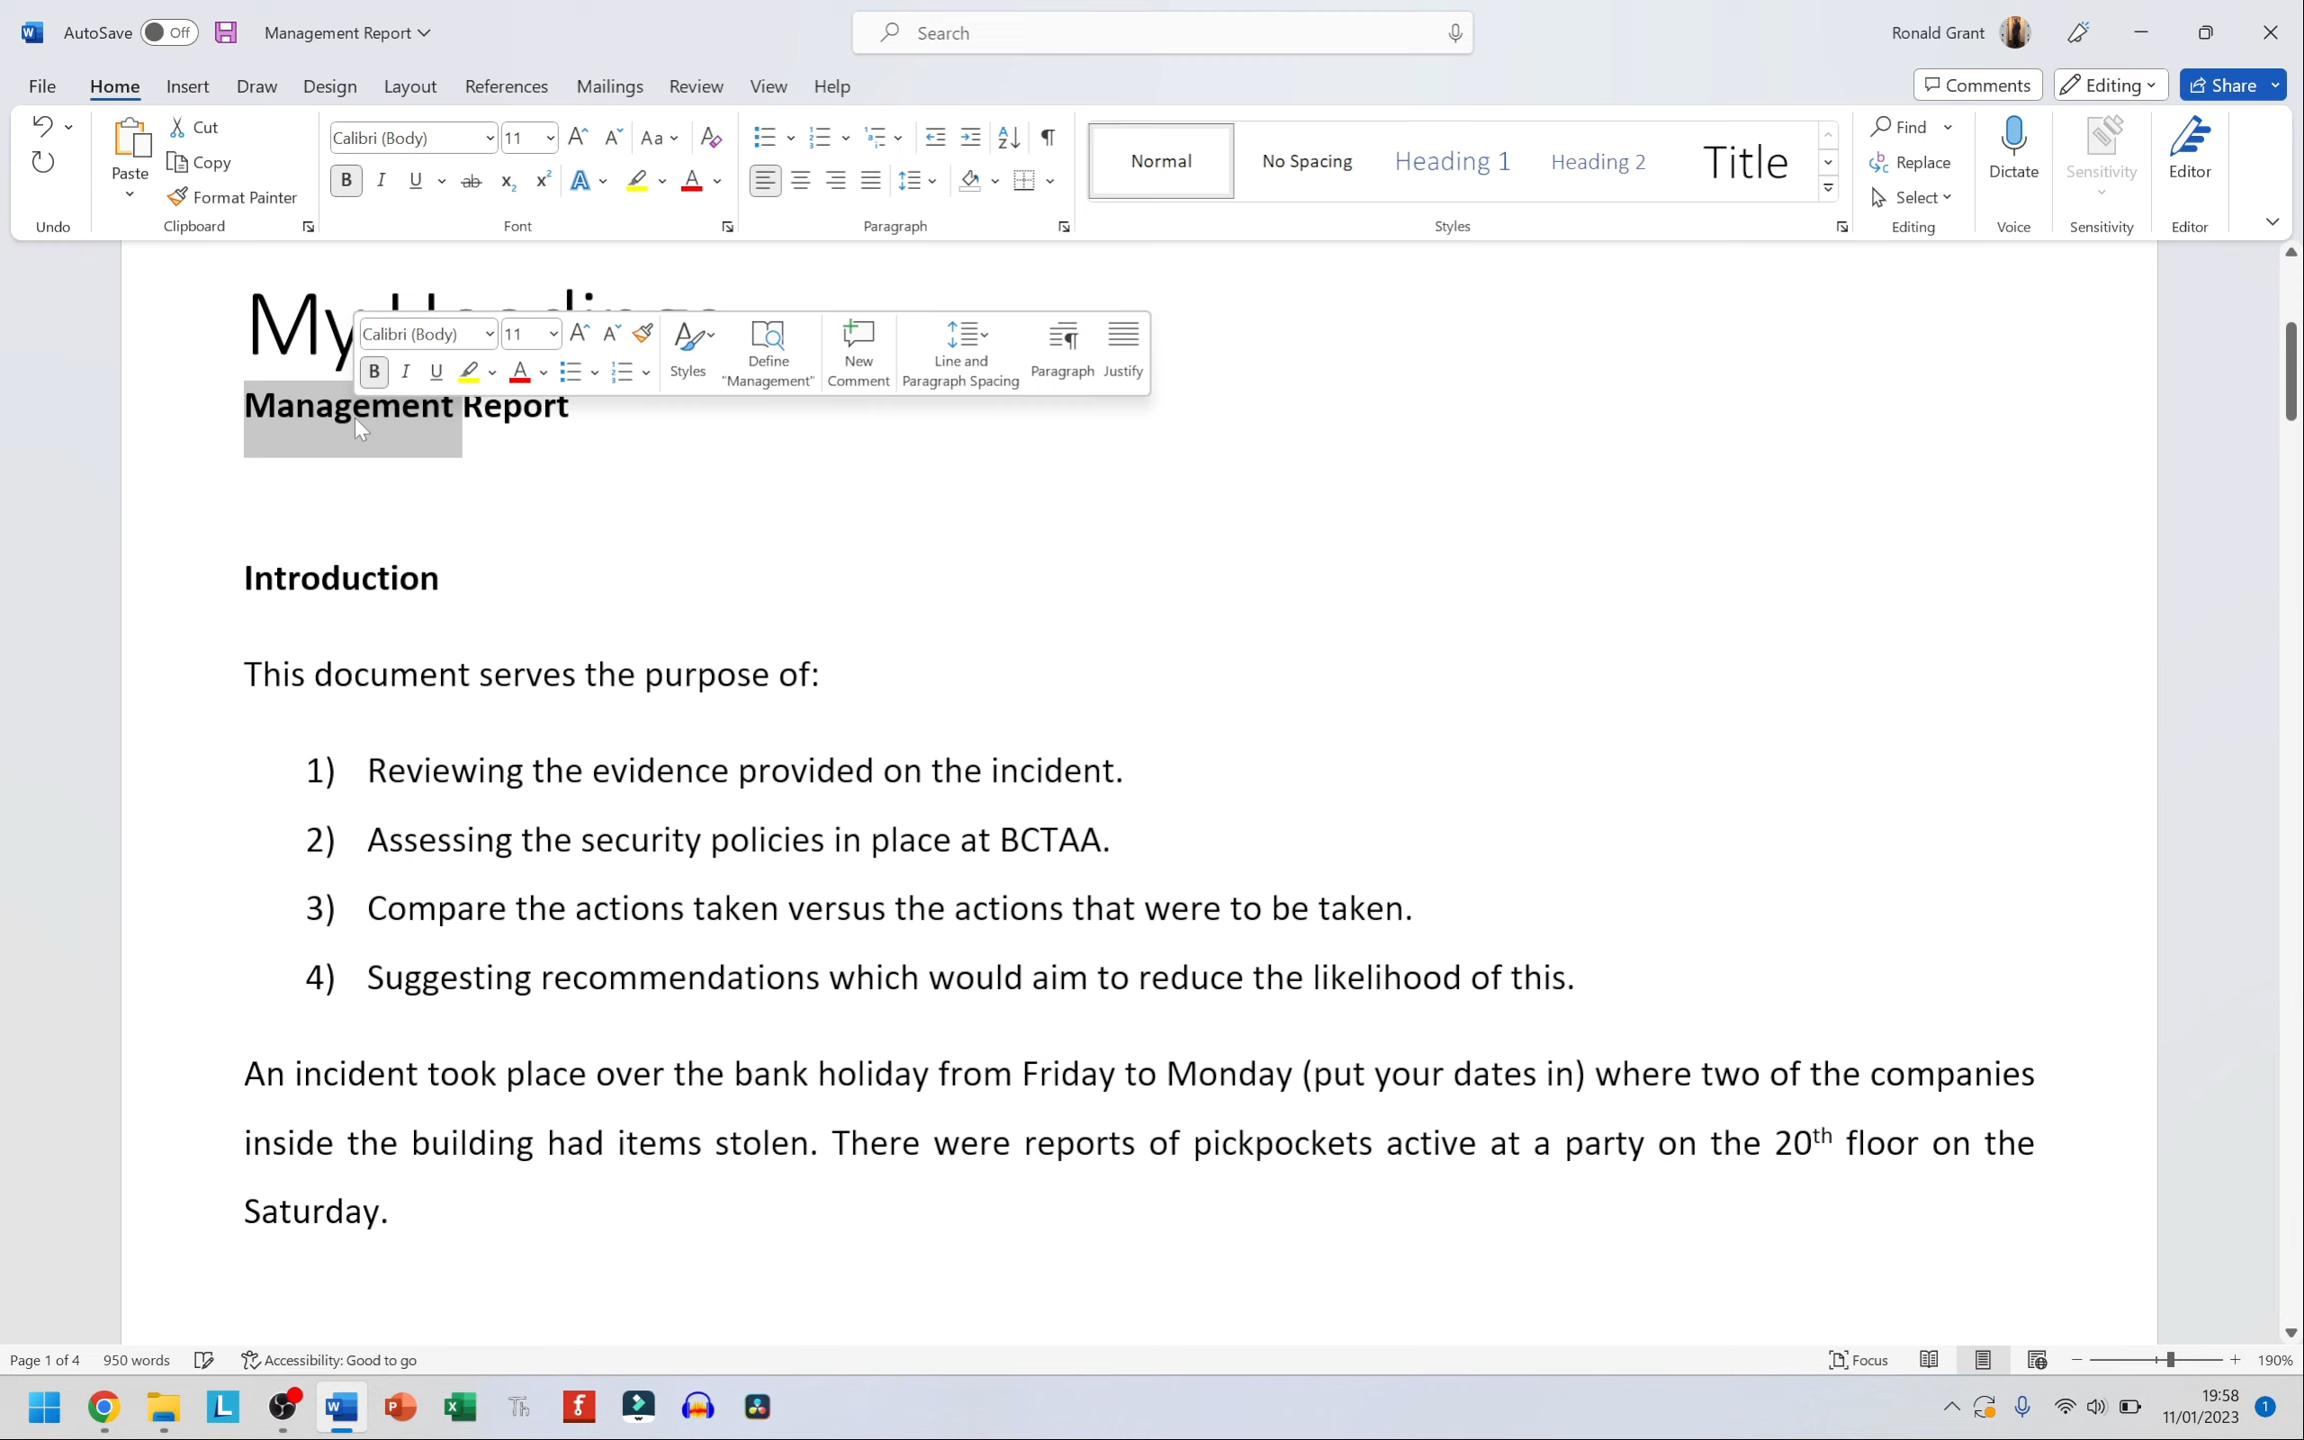 AutoSave Off Management Report Search Ronald Grant
File Home Insert Draw Design Layout References Mailings Review View Help Comments Editing Share
Paste Cut Copy Format Painter
Calibri (Body) 11 Aa
B I U ab x₂ x² A A
Normal No Spacing Heading 1 Heading 2 Title
Find Replace Select
Dictate Sensitivity Editor
Undo Clipboard Font Paragraph Styles Editing Voice Sensitivity Editor
Calibri (Body) 11
B I U A
Styles Define "Management" New Comment Line and Paragraph Spacing Paragraph Justify
Management Report
Introduction
This document serves the purpose of:
1) Reviewing the evidence provided on the incident.
2) Assessing the security policies in place at BCTAA.
3) Compare the actions taken versus the actions that were to be taken.
4) Suggesting recommendations which would aim to reduce the likelihood of this.
An incident took place over the bank holiday from Friday to Monday (put your dates in) where two of the companies
inside the building had items stolen. There were reports of pickpockets active at a party on the 20th floor on the
Saturday.
Page 1 of 4 950 words Accessibility: Good to go Focus 190%
19:58
11/01/2023 1